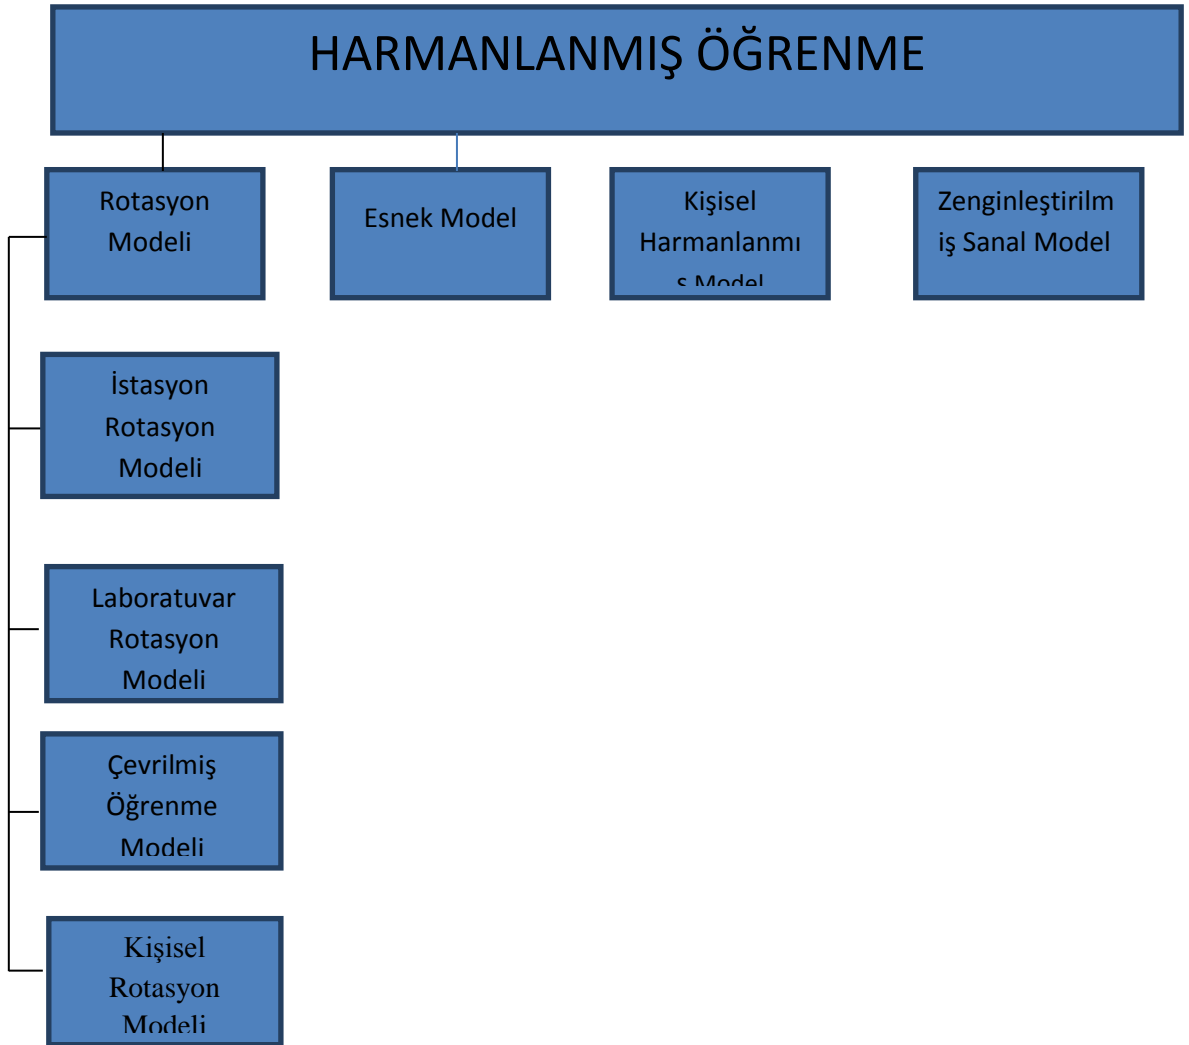 HARMANLANMIŞ ÖĞRENME
Rotasyon
Modeli
Esnek Model
Kişisel
Harmanlanmı
ş Model
Zenginleştirilm
iş Sanal Model
İstasyon
Rotasyon
Modeli
Laboratuvar
Rotasyon
Modeli
Çevrilmiş
Öğrenme
Modeli
Kişisel
Rotasyon
Modeli